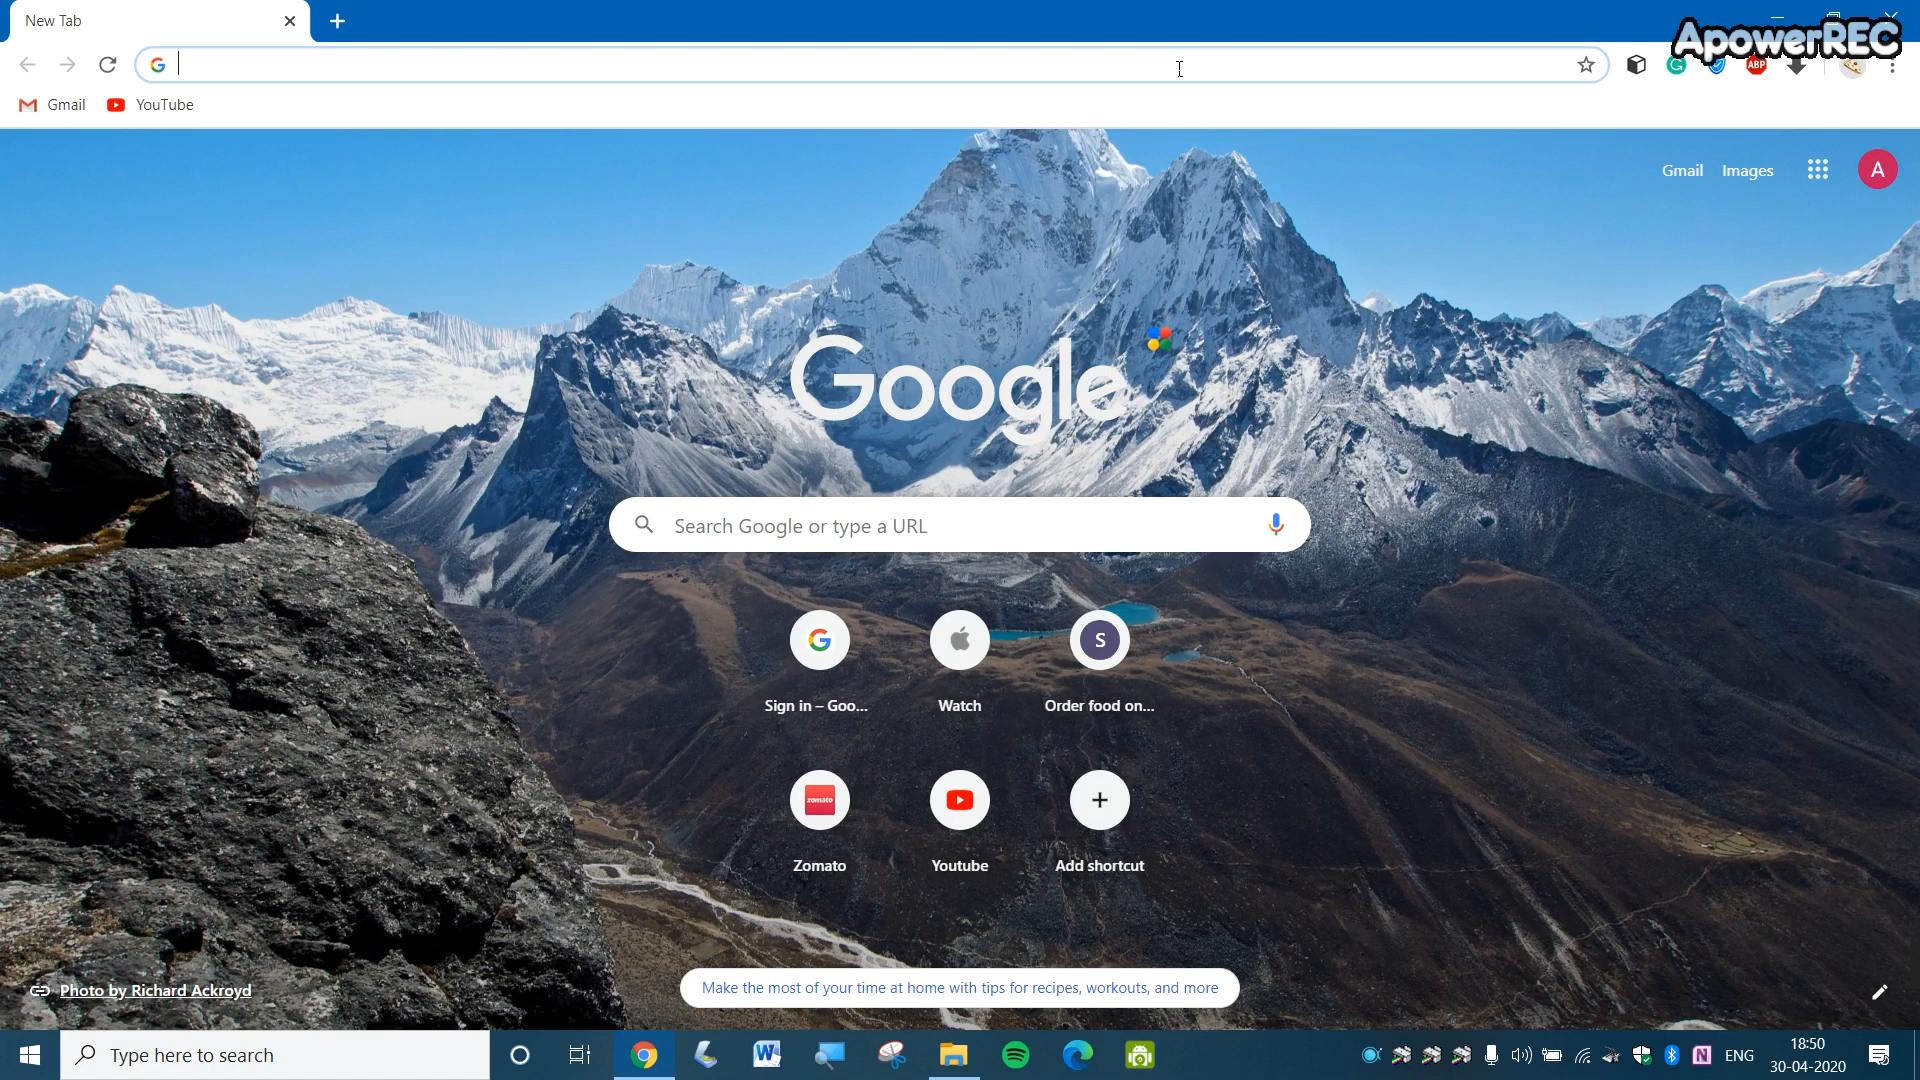 New Tab
ApowerREC
ABP
Gmail YouTube
Gmail Images A
Google
Search Google or type a URL
S
Sign in – Goo... Watch Order food on...
zomato
Zomato Youtube Add shortcut
Photo by Richard Ackroyd
Make the most of your time at home with tips for recipes, workouts, and more
Type here to search
ENG
18:50
30-04-2020